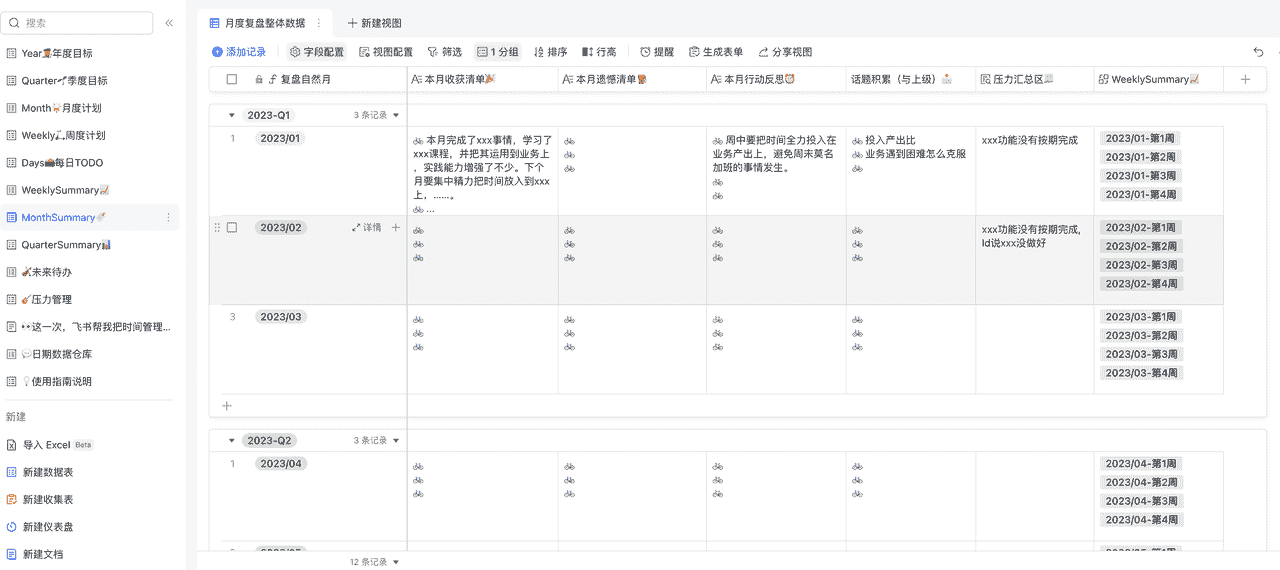 搜索
Year年度目标
Quarter季度目标
Month月度计划
Weekly周度计划
Days每日TODO
WeeklySummary
MonthSummary
QuarterSummary
未来待办
压力管理
这一次，飞书帮我把时间管理...
日期数据仓库
使用指南说明
新建
导入 Excel Beta
新建数据表
新建收集表
新建仪表盘
新建文档
月度复盘整体数据
新建视图
添加记录 字段配置 视图配置 筛选 1 分组 排序 行高 提醒 生成表单 分享视图
复盘自然月 本月收获清单 本月遗憾清单 本月行动反思 话题积累（与上级） 压力汇总区 WeeklySummary
2023-Q1 3 条记录
1 2023/01
本月完成了xxx事情，学习了
xxx课程，并把其运用到业务上
，实践能力增强了不少。下个
月要集中精力把时间放入到xxx
上，......。
...
周中要把时间全力投入在
业务产出上，避免周末莫名
加班的事情发生。
投入产出比
业务遇到困难怎么克服
xxx功能没有按期完成
2023/01-第1周
2023/01-第2周
2023/01-第3周
2023/01-第4周
2023/02 详情
xxx功能没有按期完成,
ld说xxx没做好
2023/02-第1周
2023/02-第2周
2023/02-第3周
2023/02-第4周
3 2023/03
2023/03-第1周
2023/03-第2周
2023/03-第3周
2023/03-第4周
2023-Q2 3 条记录
1 2023/04
2023/04-第1周
2023/04-第2周
2023/04-第3周
2023/04-第4周
12 条记录